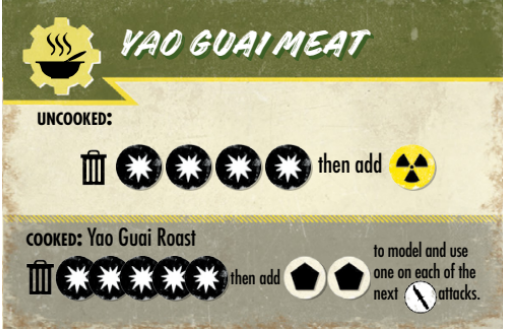 YAO GUAI MEAT
UNCOOKED:
then add
COOKED: Yao Guai Roast
then add
to model and use
one on each of the
next attacks.